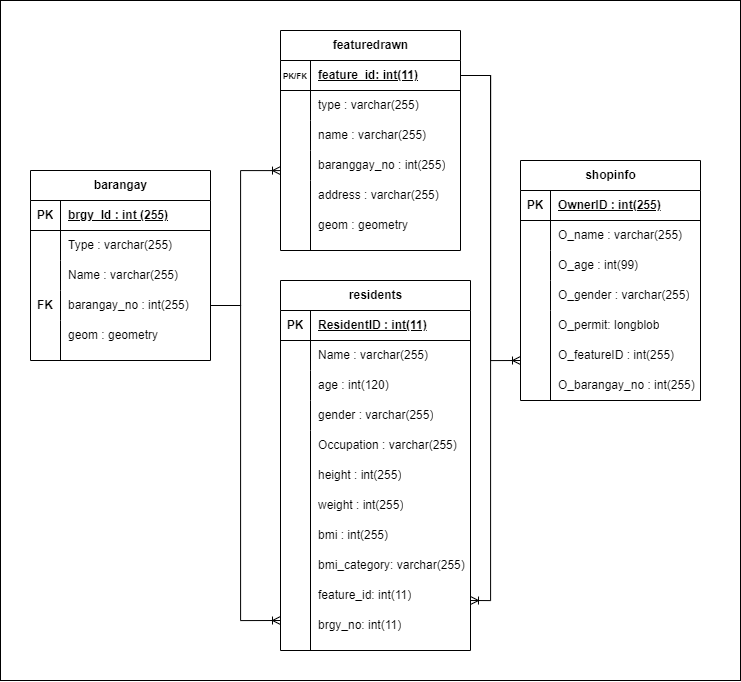 featuredrawn
PK/FK feature_id: int(11)
type : varchar(255)
name : varchar(255)
baranggay_no : int(255)
address : varchar(255)
geom : geometry
barangay
PK brgy_Id : int (255)
Type : varchar(255)
Name : varchar(255)
FK barangay_no : int(255)
geom : geometry
shopinfo
PK OwnerID : int(255)
O_name : varchar(255)
O_age : int(99)
O_gender : varchar(255)
O_permit: longblob
O_featureID : int(255)
O_barangay_no : int(255)
residents
PK ResidentID : int(11)
Name : varchar(255)
age : int(120)
gender : varchar(255)
Occupation : varchar(255)
height : int(255)
weight : int(255)
bmi : int(255)
bmi_category: varchar(255)
feature_id: int(11)
brgy_no: int(11)